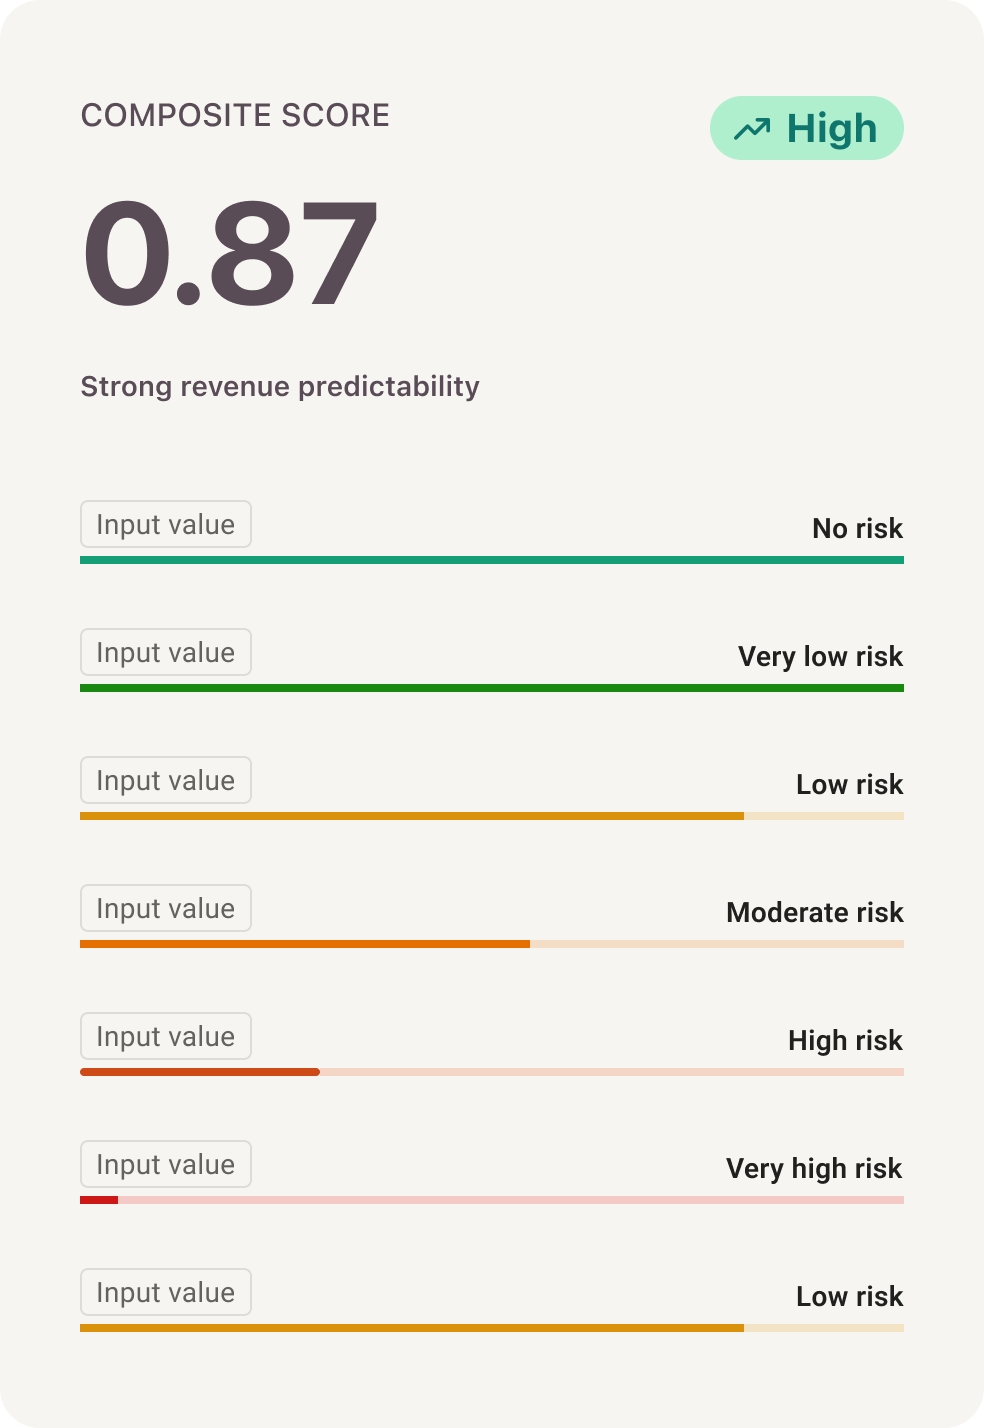 COMPOSITE SCORE
High
0.87
Strong revenue predictability
Input value
No risk
Input value
Very low risk
Input value
Low risk
Input value
Moderate risk
Input value
High risk
Input value
Very high risk
Input value
Low risk